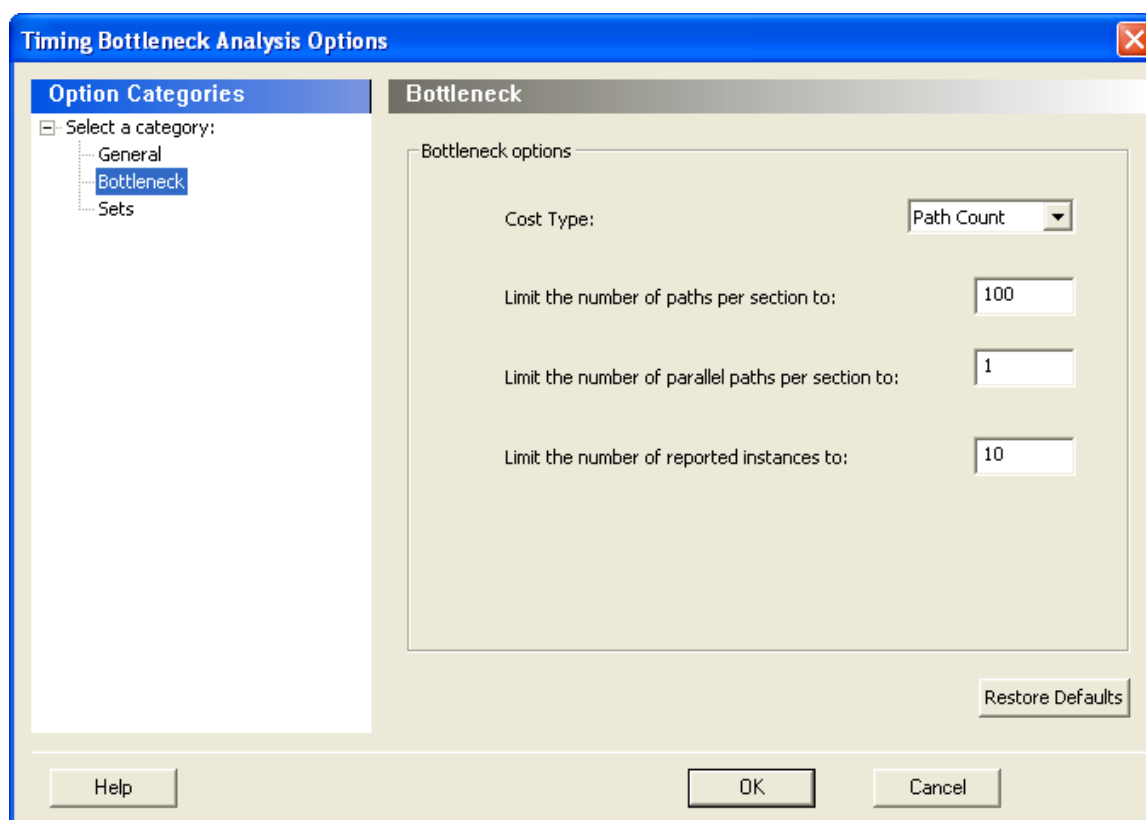 Timing Bottleneck Analysis Options
Option Categories
Select a category:
General
Bottleneck
Sets
Bottleneck
Bottleneck options
Cost Type: Path Count
Limit the number of paths per section to: 100
Limit the number of parallel paths per section to: 1
Limit the number of reported instances to: 10
Restore Defaults
Help OK Cancel